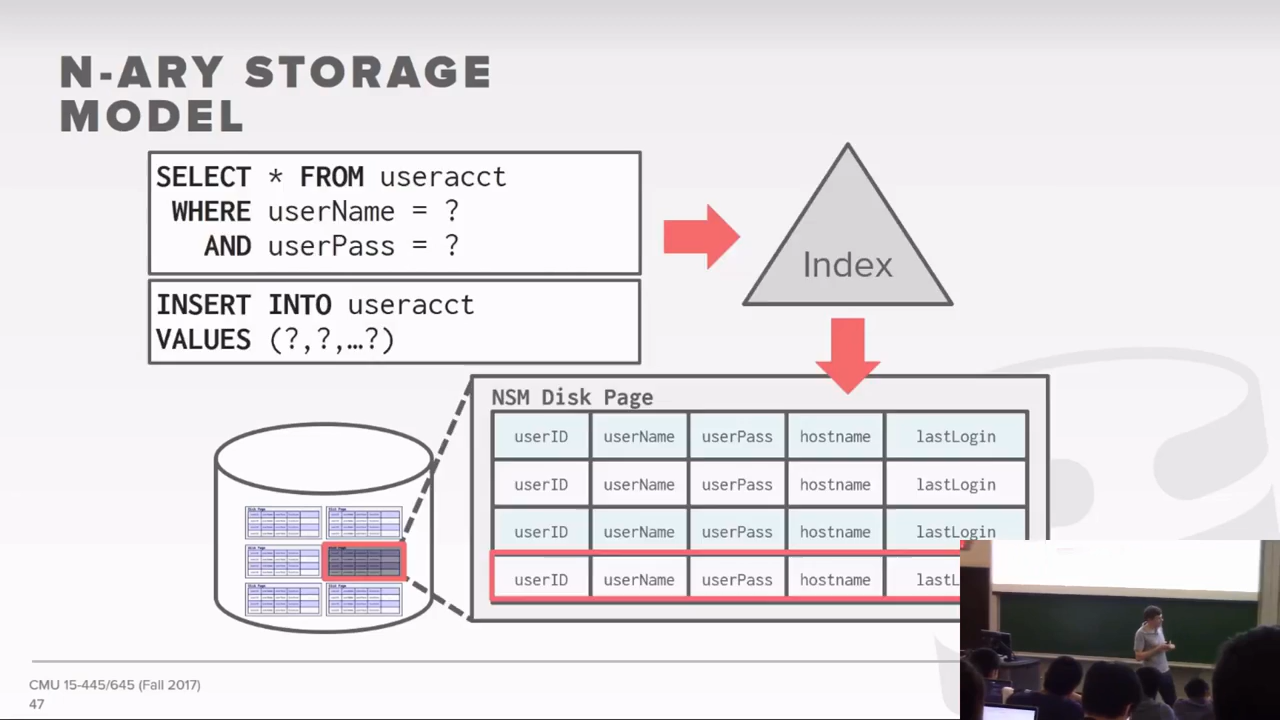 N-ARY STORAGE
MODEL
SELECT * FROM useracct
WHERE userName = ?
AND userPass = ?
INSERT INTO useracct
VALUES (?,?,…?)
Index
NSM Disk Page
userID userName userPass hostname lastLogin
userID userName userPass hostname lastLogin
userID userName userPass hostname lastLogin
userID userName userPass hostname lastL
CMU 15-445/645 (Fall 2017)
47